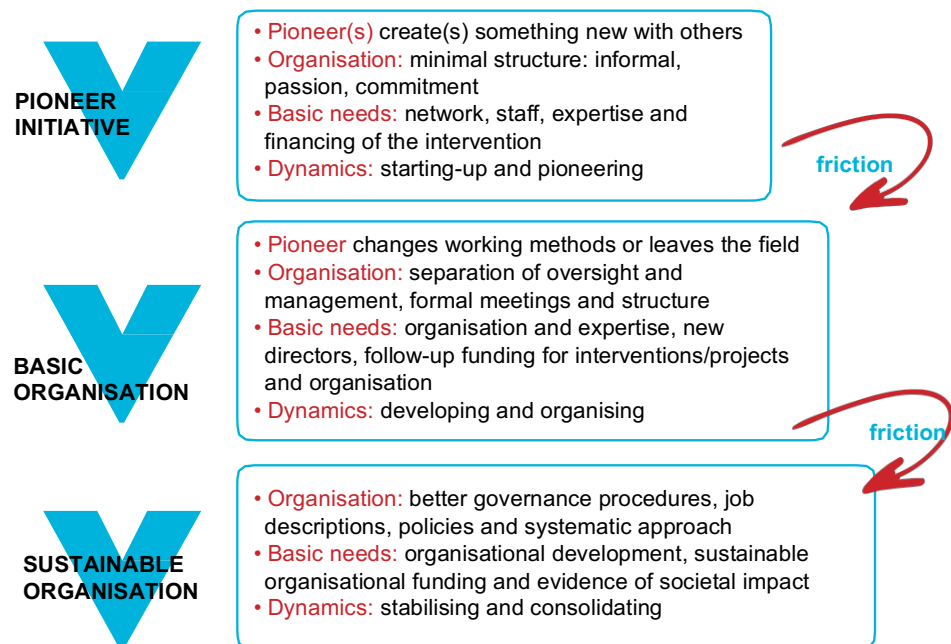 PIONEER
INITIATIVE
• Pioneer(s) create(s) something new with others
• Organisation: minimal structure: informal,
passion, commitment
• Basic needs: network, staff, expertise and
financing of the intervention
• Dynamics: starting-up and pioneering
friction
BASIC
ORGANISATION
• Pioneer changes working methods or leaves the field
• Organisation: separation of oversight and
management, formal meetings and structure
• Basic needs: organisation and expertise, new
directors, follow-up funding for interventions/projects
and organisation
• Dynamics: developing and organising
friction
SUSTAINABLE
ORGANISATION
• Organisation: better governance procedures, job
descriptions, policies and systematic approach
• Basic needs: organisational development, sustainable
organisational funding and evidence of societal impact
• Dynamics: stabilising and consolidating